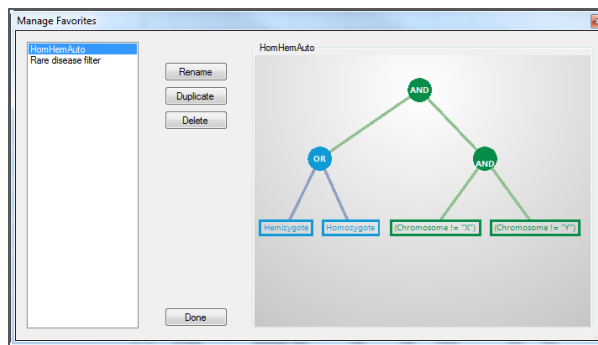 Manage Favorites
HomHemAuto
Rare disease filter
Rename
Duplicate
Delete
Done
HomHemAuto
AND
OR
AND
Hemizygote
Homozygote
(Chromosome != "X")
(Chromosome != "Y")